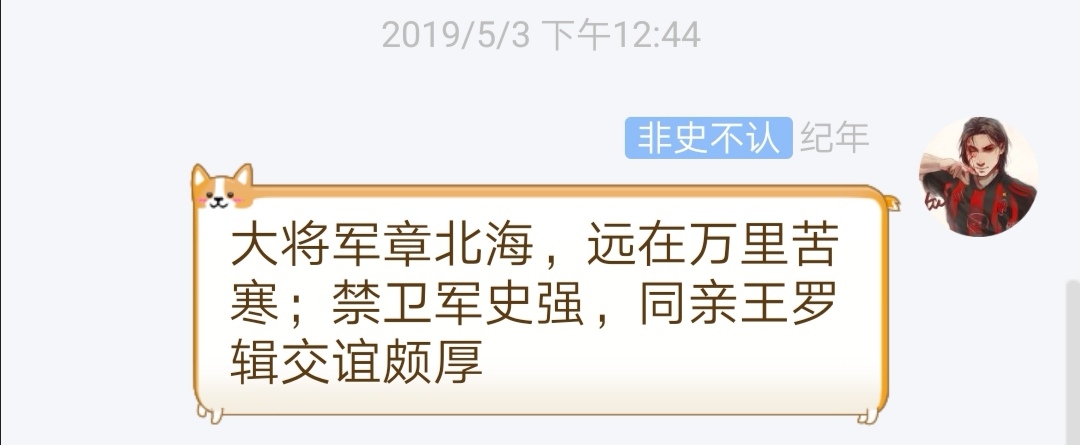 2019/5/3 下午12:44
非史不认 纪年
大将军章北海，远在万里苦
寒；禁卫军史强，同亲王罗
辑交谊颇厚